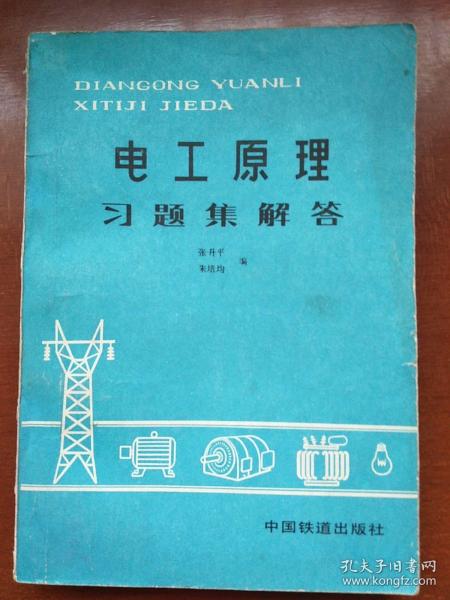 DIANGONG YUANLI
XITIJI JIEDA
电工原理
习题集解答
张丹平
朱培均 编
中国铁道出版社
孔夫子旧书网
www.kongfz.com